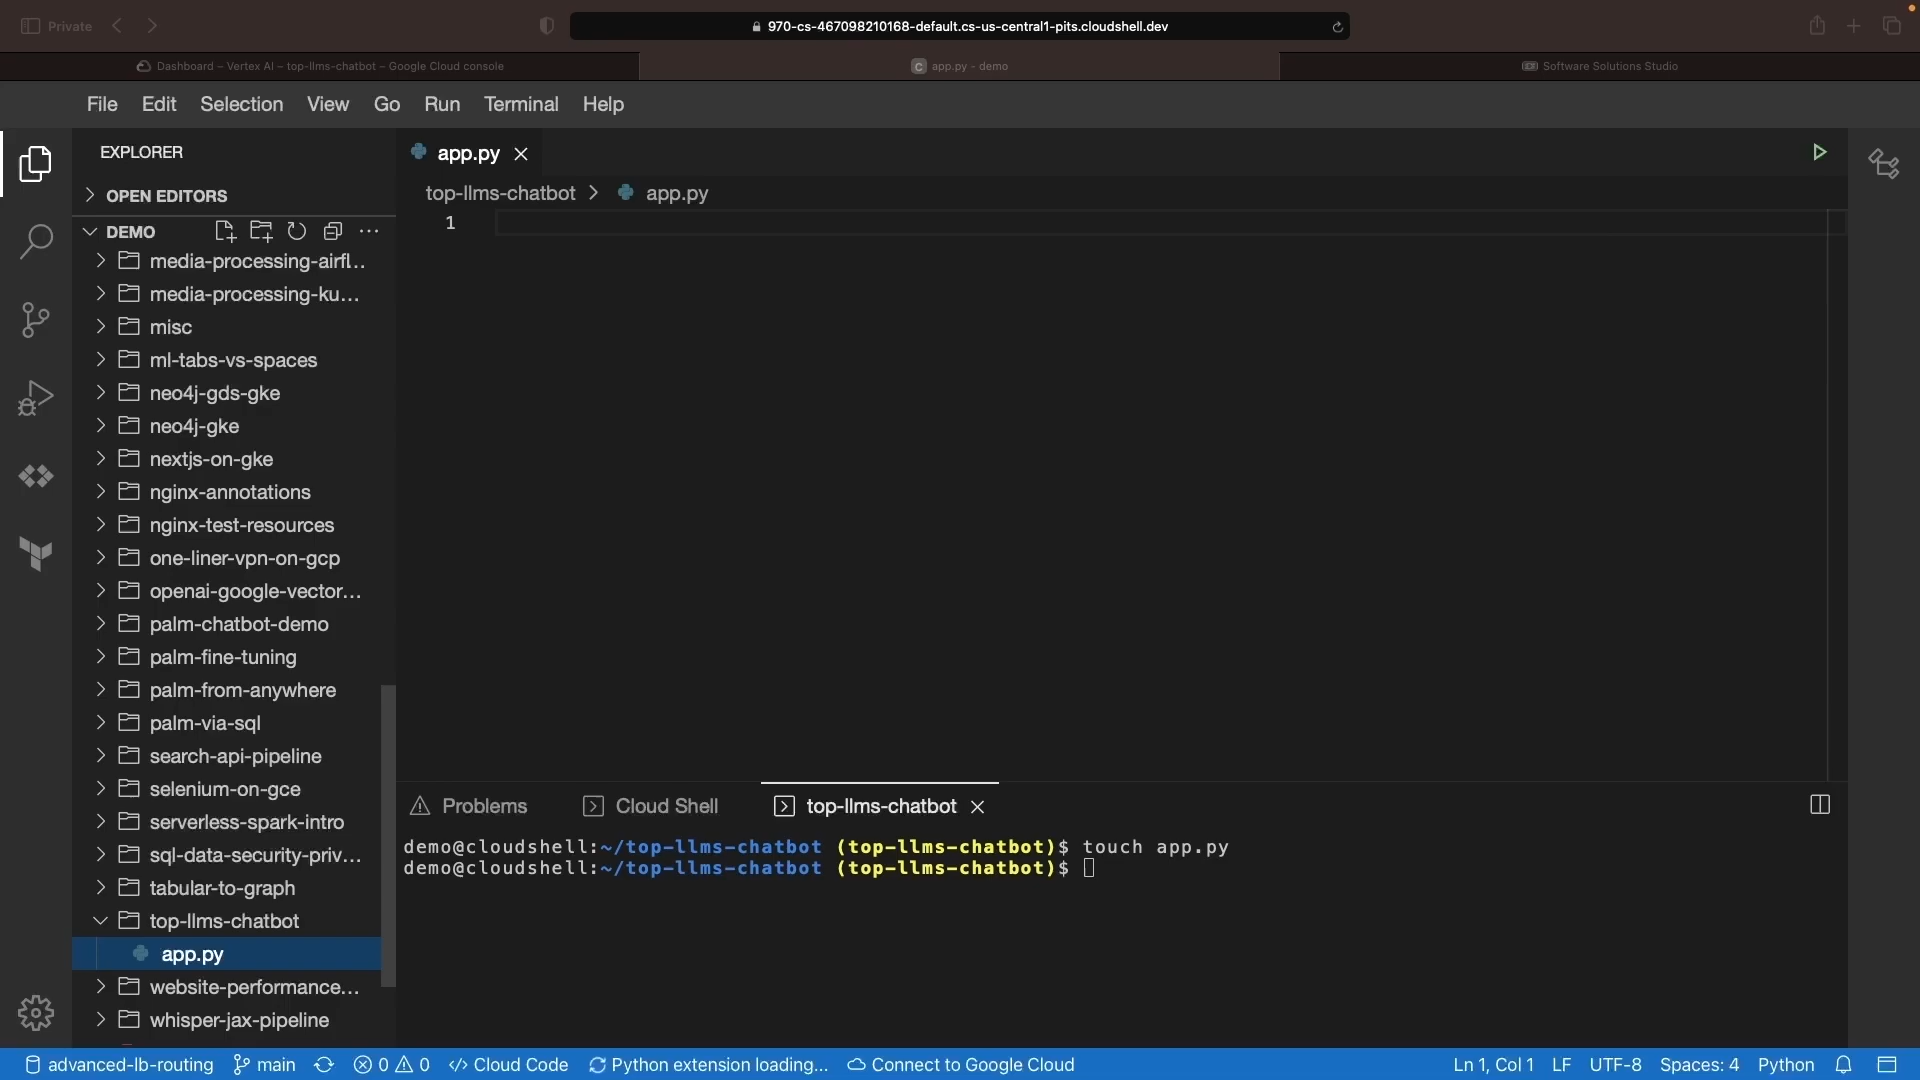 Private
970-cs-467098210168-default.cs-us-central1-pits.cloudshell.dev
Dashboard – Vertex AI – top-llms-chatbot – Google Cloud console
C app.py - demo
Software Solutions Studio
File Edit Selection View Go Run Terminal Help
EXPLORER
OPEN EDITORS
DEMO
media-processing-airfl...
media-processing-ku...
misc
ml-tabs-vs-spaces
neo4j-gds-gke
neo4j-gke
nextjs-on-gke
nginx-annotations
nginx-test-resources
one-liner-vpn-on-gcp
openai-google-vector...
palm-chatbot-demo
palm-fine-tuning
palm-from-anywhere
palm-via-sql
search-api-pipeline
selenium-on-gce
serverless-spark-intro
sql-data-security-priv...
tabular-to-graph
top-llms-chatbot
app.py
website-performance...
whisper-jax-pipeline
app.py
top-llms-chatbot > app.py
1
Problems Cloud Shell top-llms-chatbot
demo@cloudshell:~/top-llms-chatbot (top-llms-chatbot)$ touch app.py
demo@cloudshell:~/top-llms-chatbot (top-llms-chatbot)$
advanced-lb-routing main 0 0 Cloud Code Python extension loading... Connect to Google Cloud Ln 1, Col 1 LF UTF-8 Spaces: 4 Python